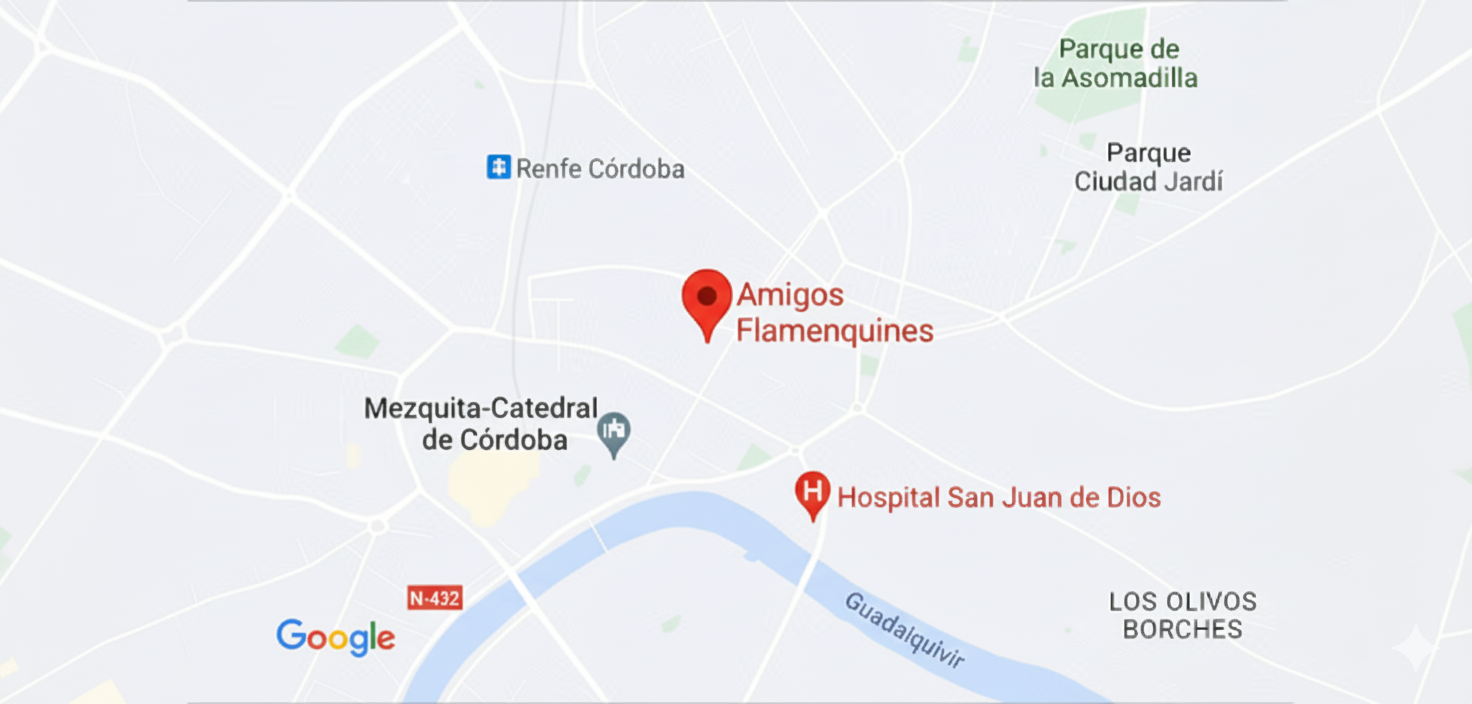 Parque de
la Asomadilla
Parque
Ciudad Jardí
Renfe Córdoba
Amigos
Flamenquines
Mezquita-Catedral
de Córdoba
H
Hospital San Juan de Dios
N-432
Google
Guadalquivir
LOS OLIVOS
BORCHES